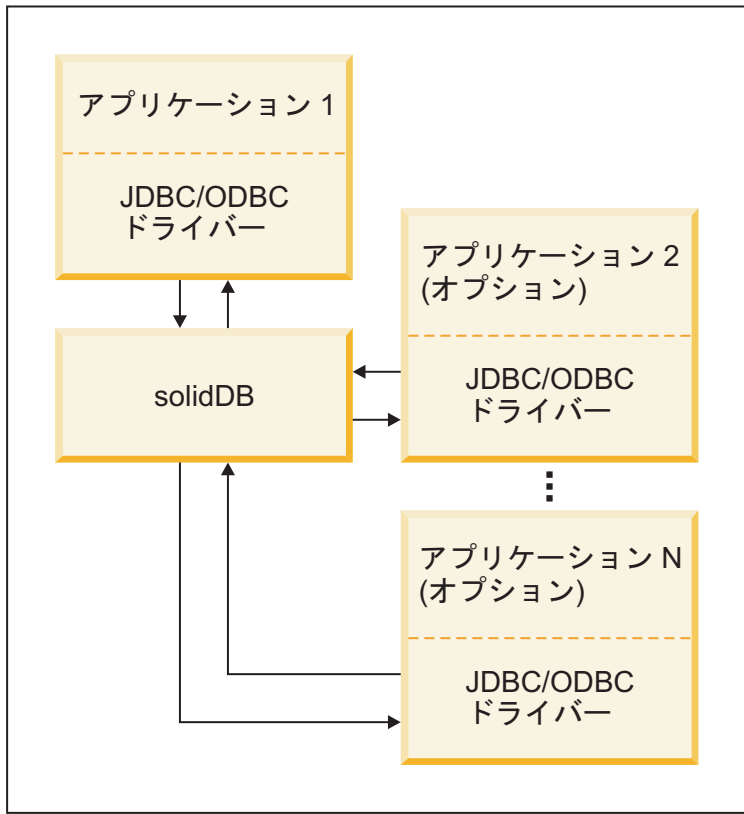 アプリケーション 1
JDBC/ODBC
ドライバー
アプリケーション 2
(オプション)
JDBC/ODBC
ドライバー
solidDB
アプリケーション N
(オプション)
JDBC/ODBC
ドライバー